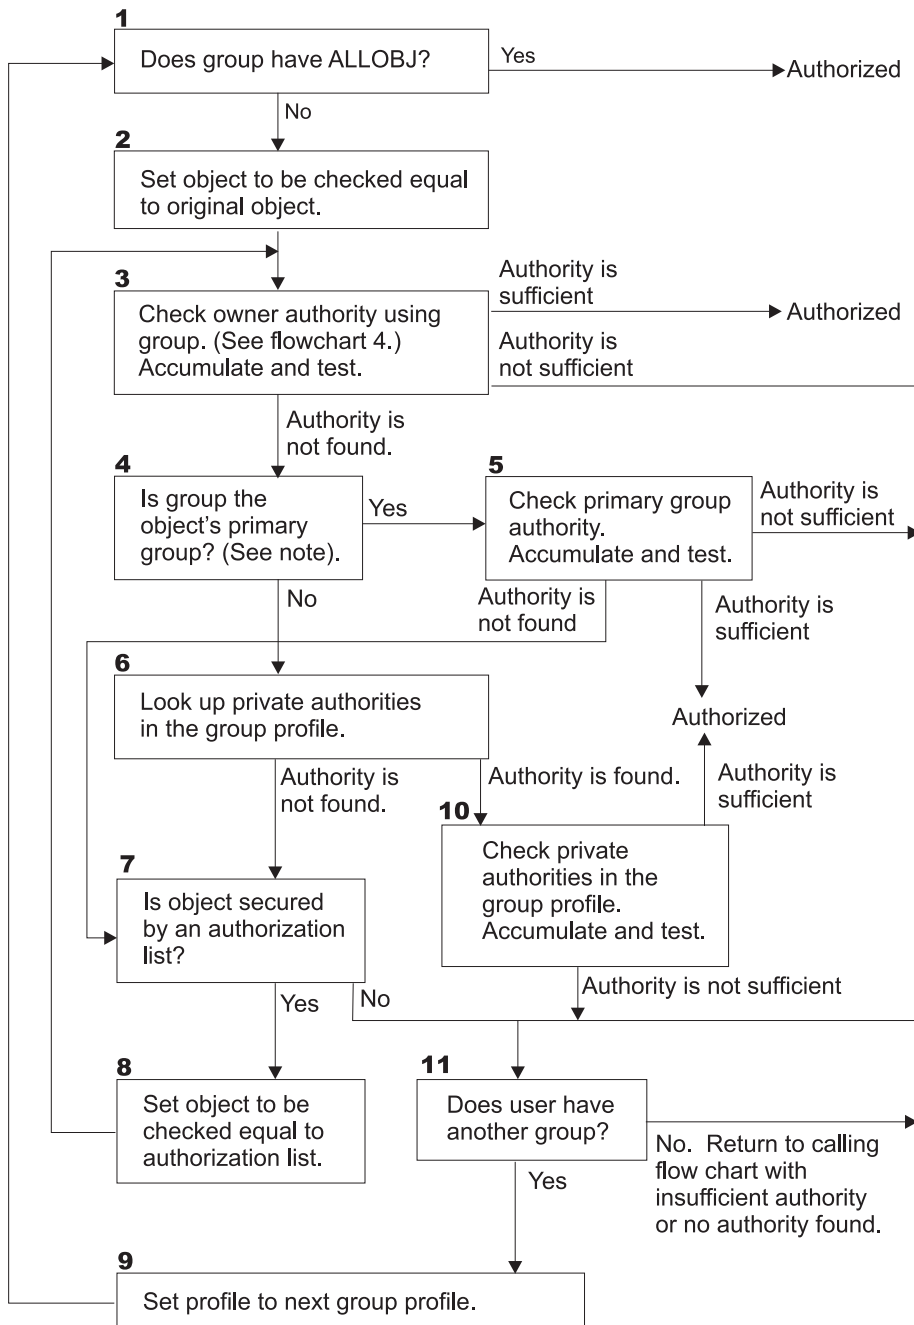 1
Does group have ALLOBJ?
Yes
Authorized
No
2
Set object to be checked equal
to original object.
3
Check owner authority using
group. (See flowchart 4.)
Accumulate and test.
Authority is
sufficient
Authorized
Authority is
not sufficient
Authority is
not found.
4
Is group the
object's primary
group? (See note).
Yes
5
Check primary group
authority.
Accumulate and test.
Authority is
not sufficient
No
Authority is
not found
Authority is
sufficient
6
Look up private authorities
in the group profile.
Authorized
Authority is
not found.
Authority is found.
Authority is
sufficient
10
Check private
authorities in the
group profile.
Accumulate and test.
7
Is object secured
by an authorization
list?
Authority is not sufficient
Yes
No
8
Set object to be
checked equal to
authorization list.
11
Does user have
another group?
No. Return to calling
flow chart with
insufficient authority
or no authority found.
Yes
9
Set profile to next group profile.